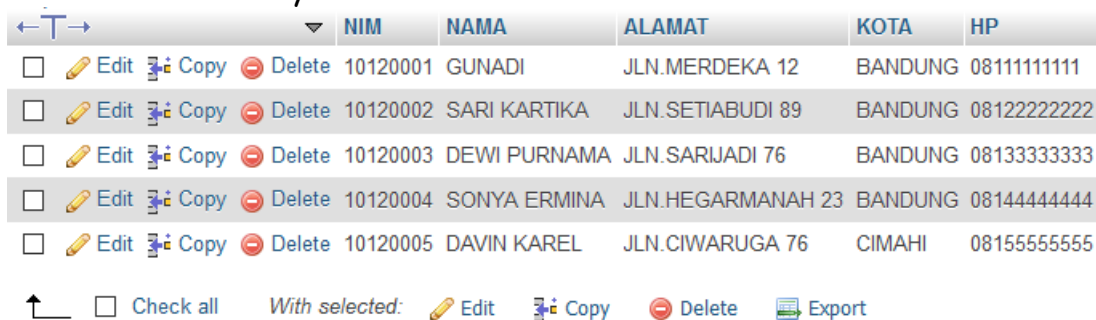 NIM NAMA ALAMAT KOTA HP
Edit Copy Delete 10120001 GUNADI JLN.MERDEKA 12 BANDUNG 08111111111
Edit Copy Delete 10120002 SARI KARTIKA JLN.SETIABUDI 89 BANDUNG 08122222222
Edit Copy Delete 10120003 DEWI PURNAMA JLN.SARIJADI 76 BANDUNG 08133333333
Edit Copy Delete 10120004 SONYA ERMINA JLN.HEGARMANAH 23 BANDUNG 08144444444
Edit Copy Delete 10120005 DAVIN KAREL JLN.CIWARUGA 76 CIMAHI 08155555555
Check all With selected: Edit Copy Delete Export